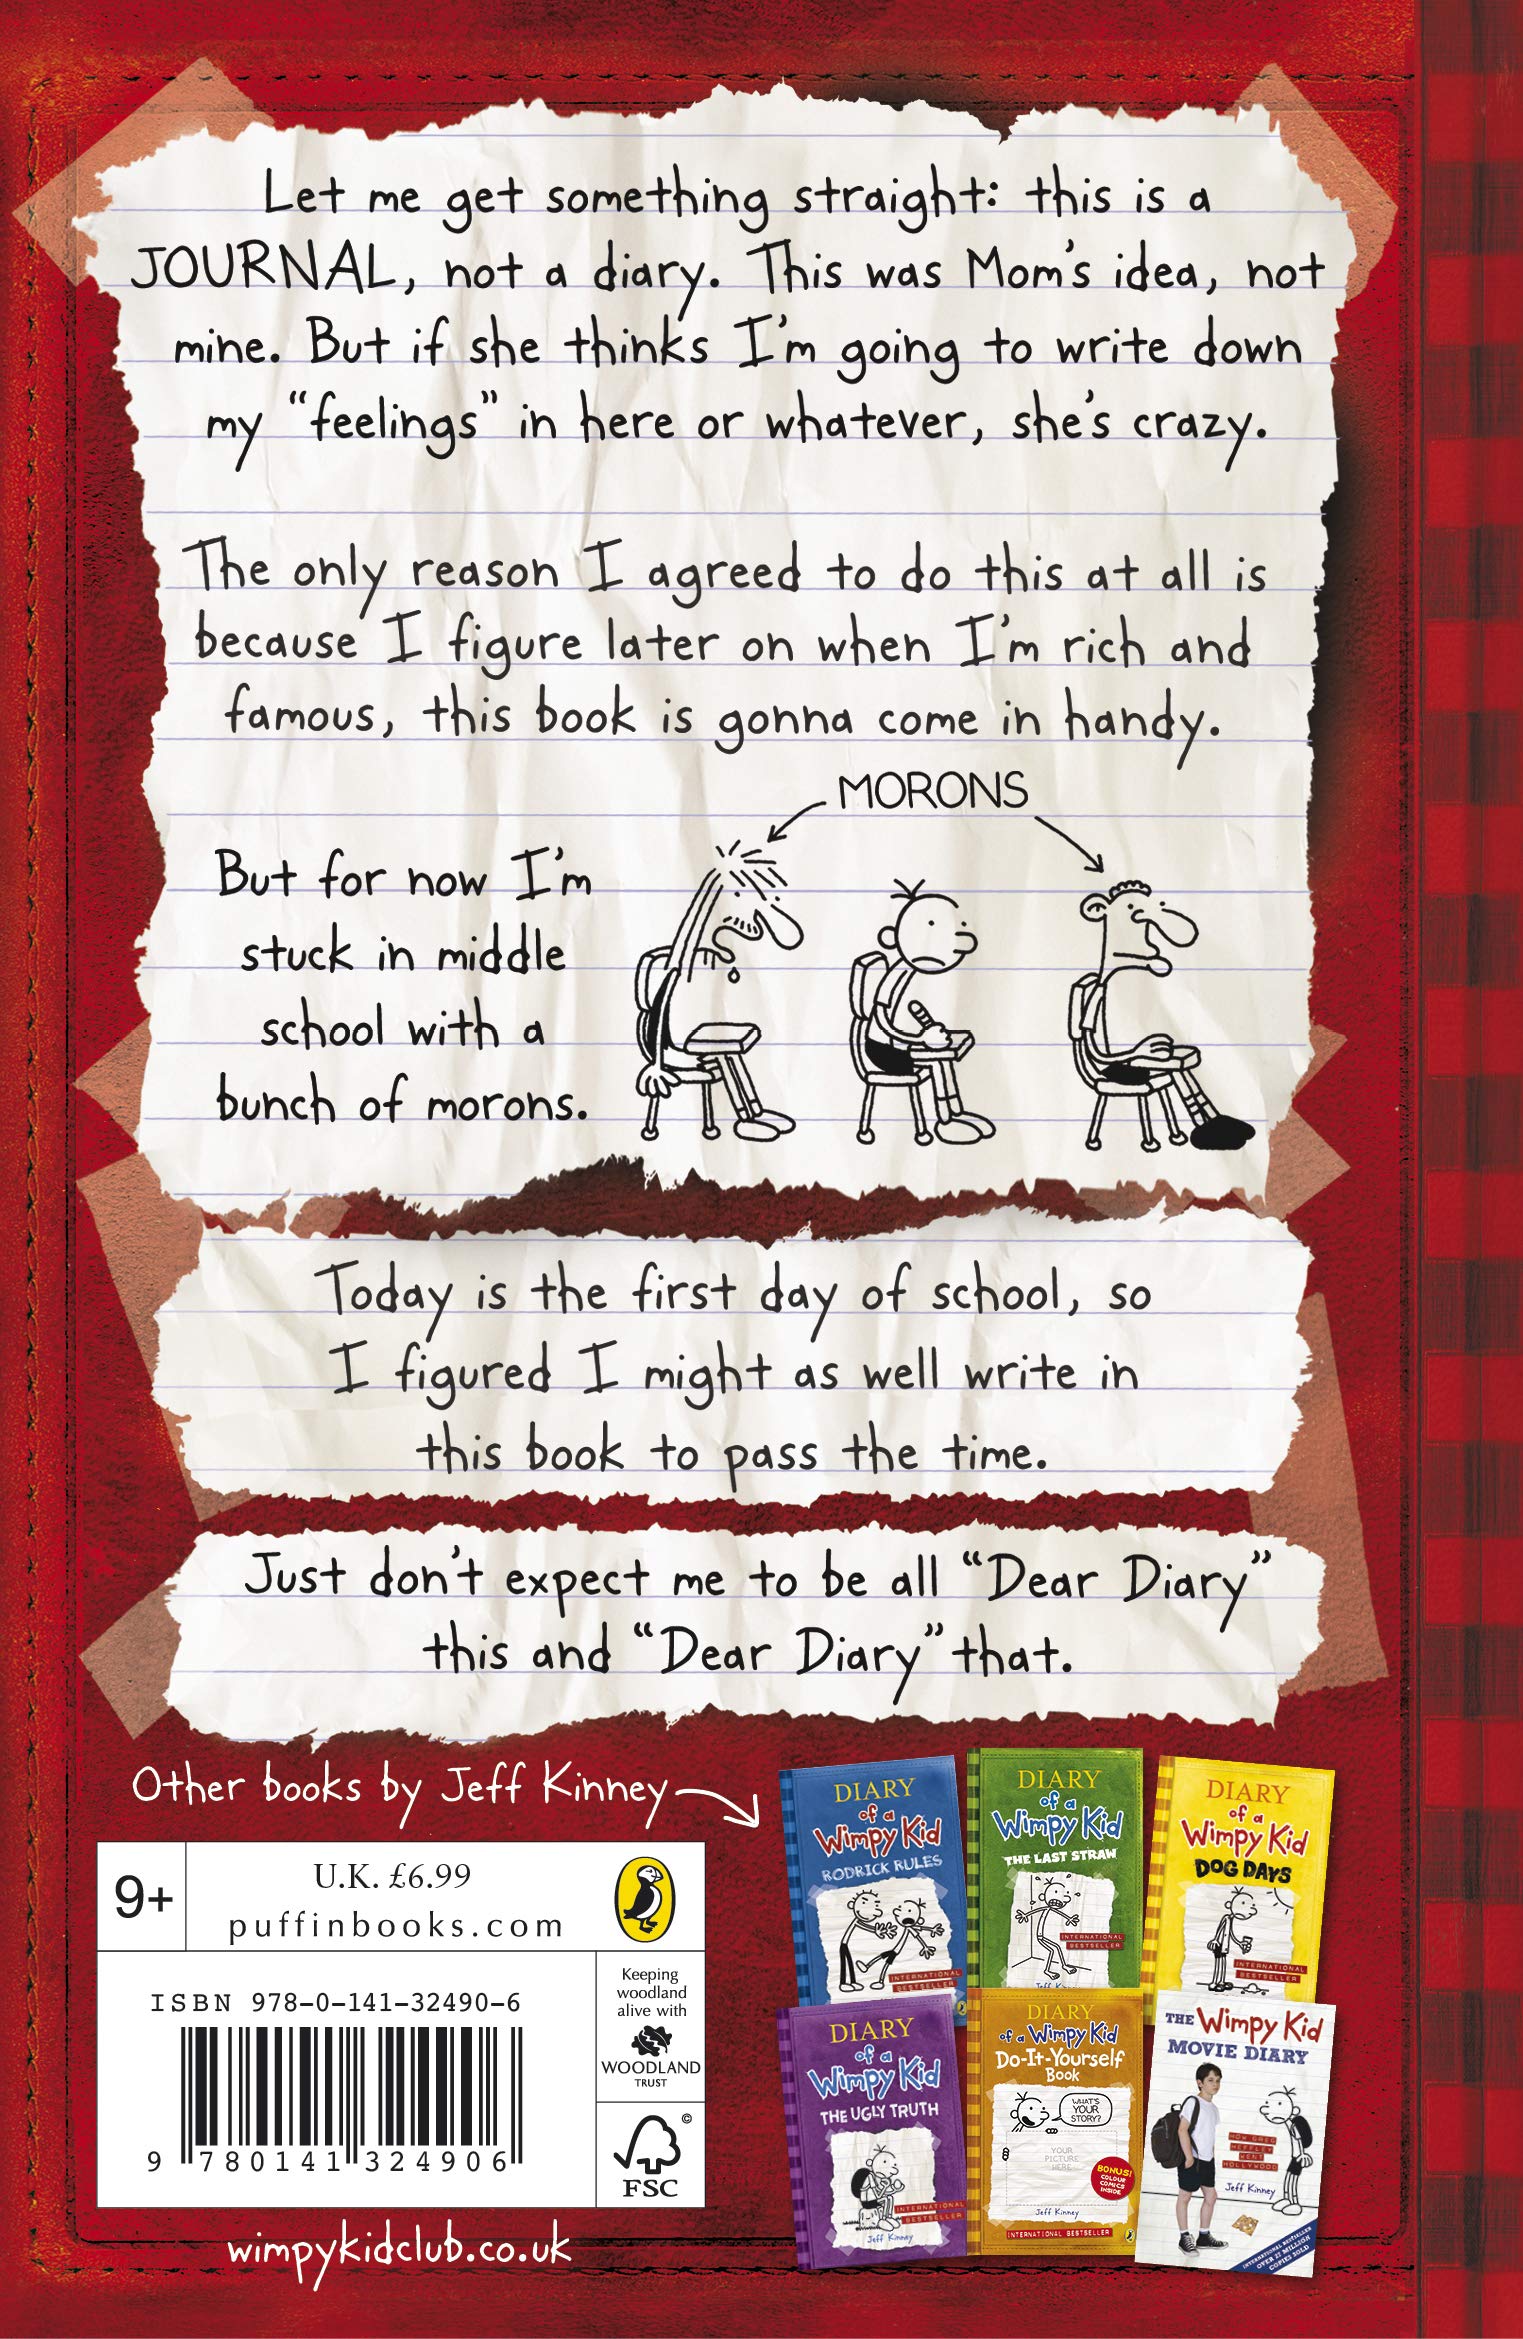 Let me get something straight: this is a
JOURNAL, not a diary. This was Mom's idea, not
mine. But if she thinks I'm going to write down
my “feelings” in here or whatever, she's crazy.
The only reason I agreed to do this at all is
because I figure later on when I'm rich and
famous, this book is gonna come in handy.
MORONS
But for now I'm
stuck in middle
school with a
bunch of morons.
Today is the first day of school, so
I figured I might as well write in
this book to pass the time.
Just don't expect me to be all “Dear Diary”
this and “Dear Diary” that.
Other books by Jeff Kinney
9+
U.K. £6.99
puffinbooks.com
ISBN 978-0-141-32490-6
9 780141 324906
Keeping
woodland
alive with
WOODLAND
TRUST
©
FSC
wimpykidclub.co.uk
DIARY
of a
Wimpy Kid
RODRICK RULES
INTERNATIONAL
BESTSELLER
DIARY
of a
Wimpy Kid
THE LAST STRAW
INTERNATIONAL
BESTSELLER
Jeff
DIARY
of a
Wimpy Kid
DOG DAYS
INTERNATIONAL
BESTSELLER
DIARY
of a
Wimpy Kid
THE UGLY TRUTH
INTERNATIONAL
BESTSELLER
Jeff Kinney
DIARY
of a Wimpy Kid
Do-It-Yourself
Book
WHAT'S
YOUR
STORY?
YOUR
PICTURE
HERE
BONUS!
COLOUR
COMICS
INSIDE
Jeff Kinney
INTERNATIONAL BESTSELLER
THE Wimpy Kid
MOVIE DIARY
HOW GREG
HEFFLEY
WENT
HOLLYWOOD
Jeff Kinney
INTERNATIONAL BESTSELLER
OVER 32 MILLION
COPIES SOLD